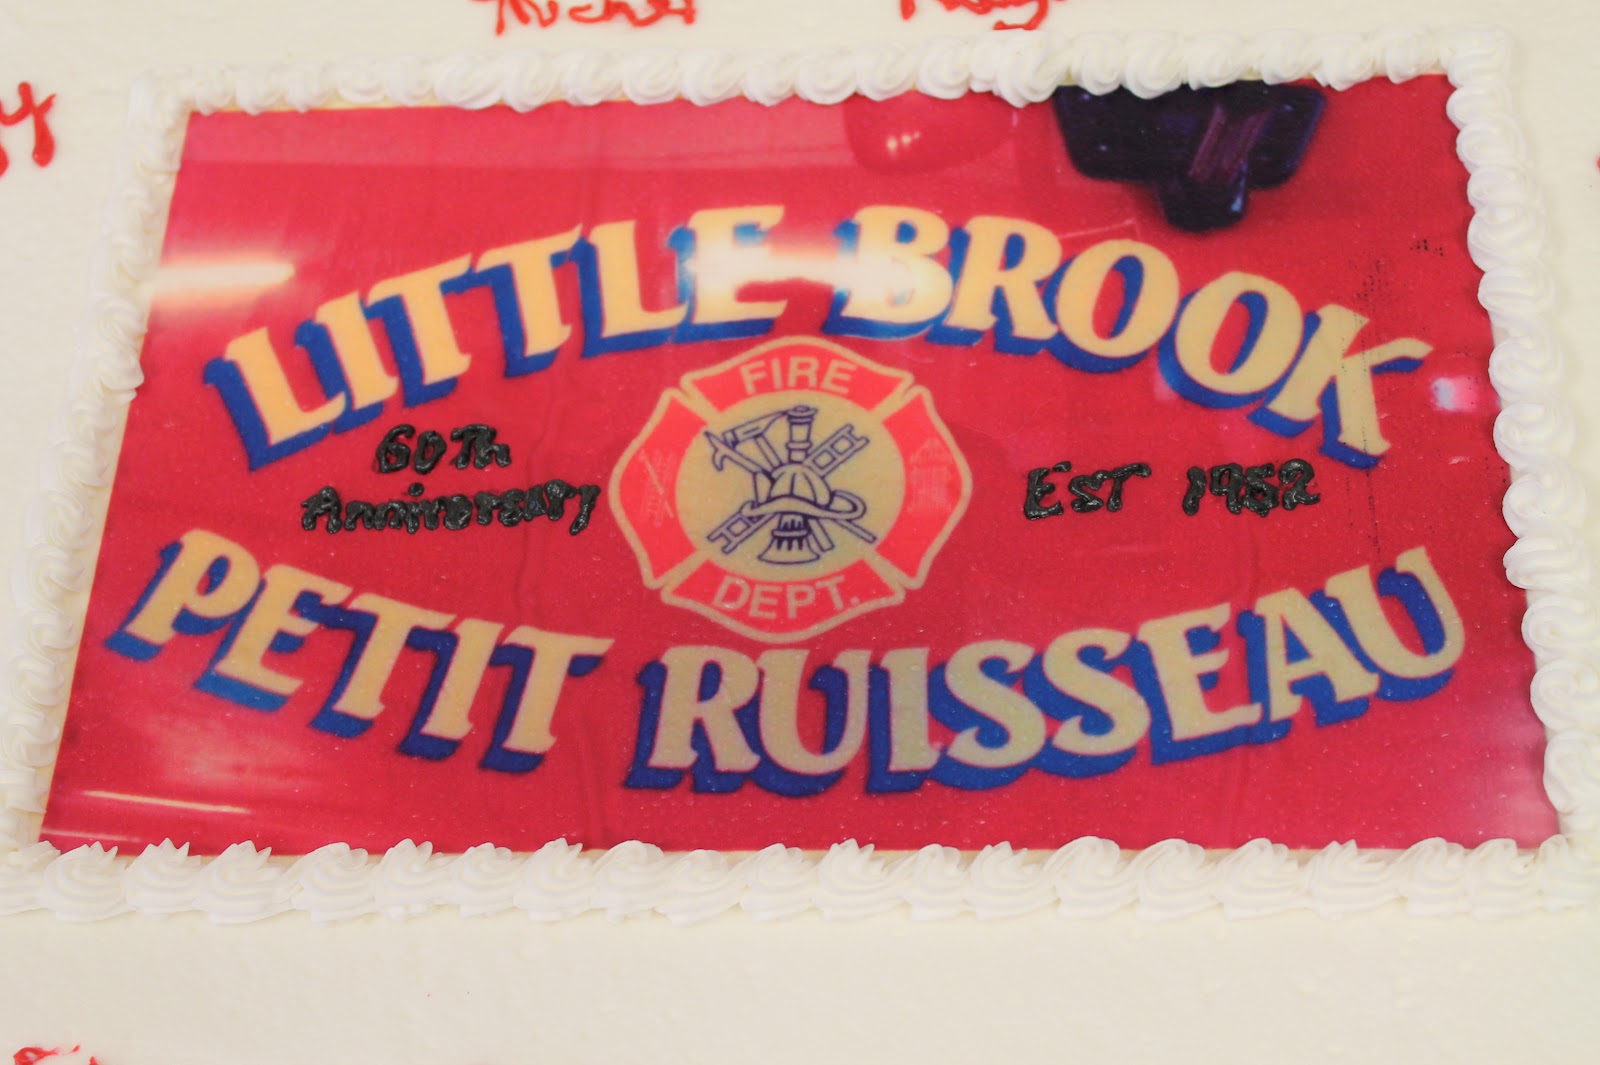 LITTLE BROOK
FIRE
60Th
Anniversary
EST 1952
DEPT.
PETIT RUISSEAU